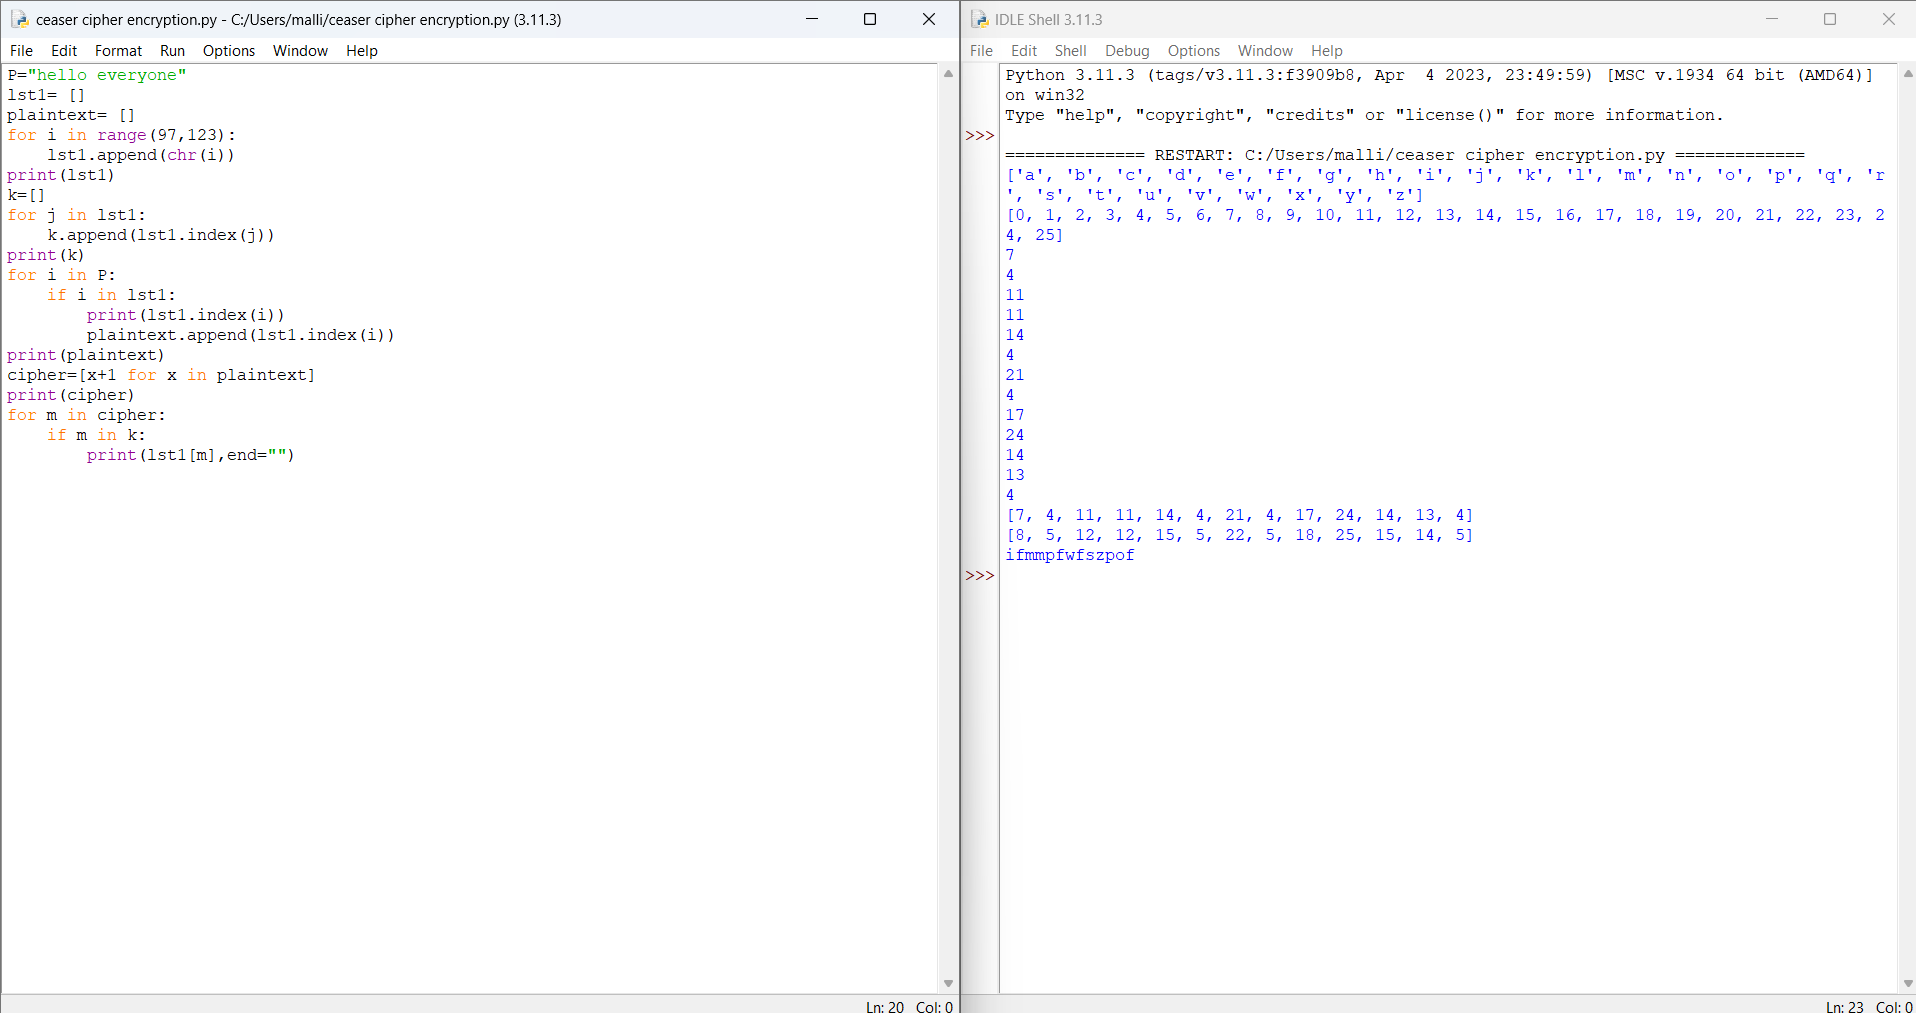 ceaser cipher encryption.py - C:/Users/malli/ceaser cipher encryption.py (3.11.3)
File Edit Format Run Options Window Help
P="hello everyone"
lst1= []
plaintext= []
for i in range(97,123):
    lst1.append(chr(i))
print(lst1)
k=[]
for j in lst1:
    k.append(lst1.index(j))
print(k)
for i in P:
    if i in lst1:
        print(lst1.index(i))
        plaintext.append(lst1.index(i))
print(plaintext)
cipher=[x+1 for x in plaintext]
print(cipher)
for m in cipher:
    if m in k:
        print(lst1[m],end="")
Ln: 20 Col: 0
IDLE Shell 3.11.3
File Edit Shell Debug Options Window Help
Python 3.11.3 (tags/v3.11.3:f3909b8, Apr  4 2023, 23:49:59) [MSC v.1934 64 bit (AMD64)]
on win32
Type "help", "copyright", "credits" or "license()" for more information.
>>>
============== RESTART: C:/Users/malli/ceaser cipher encryption.py =============
['a', 'b', 'c', 'd', 'e', 'f', 'g', 'h', 'i', 'j', 'k', 'l', 'm', 'n', 'o', 'p', 'q', 'r
', 's', 't', 'u', 'v', 'w', 'x', 'y', 'z']
[0, 1, 2, 3, 4, 5, 6, 7, 8, 9, 10, 11, 12, 13, 14, 15, 16, 17, 18, 19, 20, 21, 22, 23, 2
4, 25]
7
4
11
11
14
4
21
4
17
24
14
13
4
[7, 4, 11, 11, 14, 4, 21, 4, 17, 24, 14, 13, 4]
[8, 5, 12, 12, 15, 5, 22, 5, 18, 25, 15, 14, 5]
ifmmpfwfszpof
>>>
Ln: 23 Col: 0